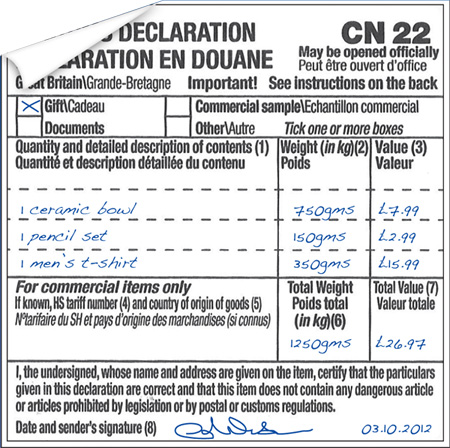 DECLARATION CN 22
CLARATION EN DOUANE May be opened officially
Peut être ouvert d'office
Great Britain\Grande-Bretagne Important! See instructions on the back
Gift\Cadeau Commercial sample\Echantillon commercial
Documents Other\Autre Tick one or more boxes
Quantity and detailed description of contents (1) Weight (in kg)(2) Value (3)
Quantité et description détaillée du contenu Poids Valeur
1 ceramic bowl 750gms £7.99
1 pencil set 150gms £2.99
1 men's t-shirt 350gms £15.99
For commercial items only Total Weight Total Value (7)
If known, HS tariff number (4) and country of origin of goods (5) Poids total Valeur totale
N°tarifaire du SH et pays d'origine des marchandises (si connus) (in kg)(6)
1250gms £26.97
I, the undersigned, whose name and address are given on the item, certify that the particulars
given in this declaration are correct and that this item does not contain any dangerous article
or articles prohibited by legislation or by postal or customs regulations.
Date and sender's signature (8) 03.10.2012